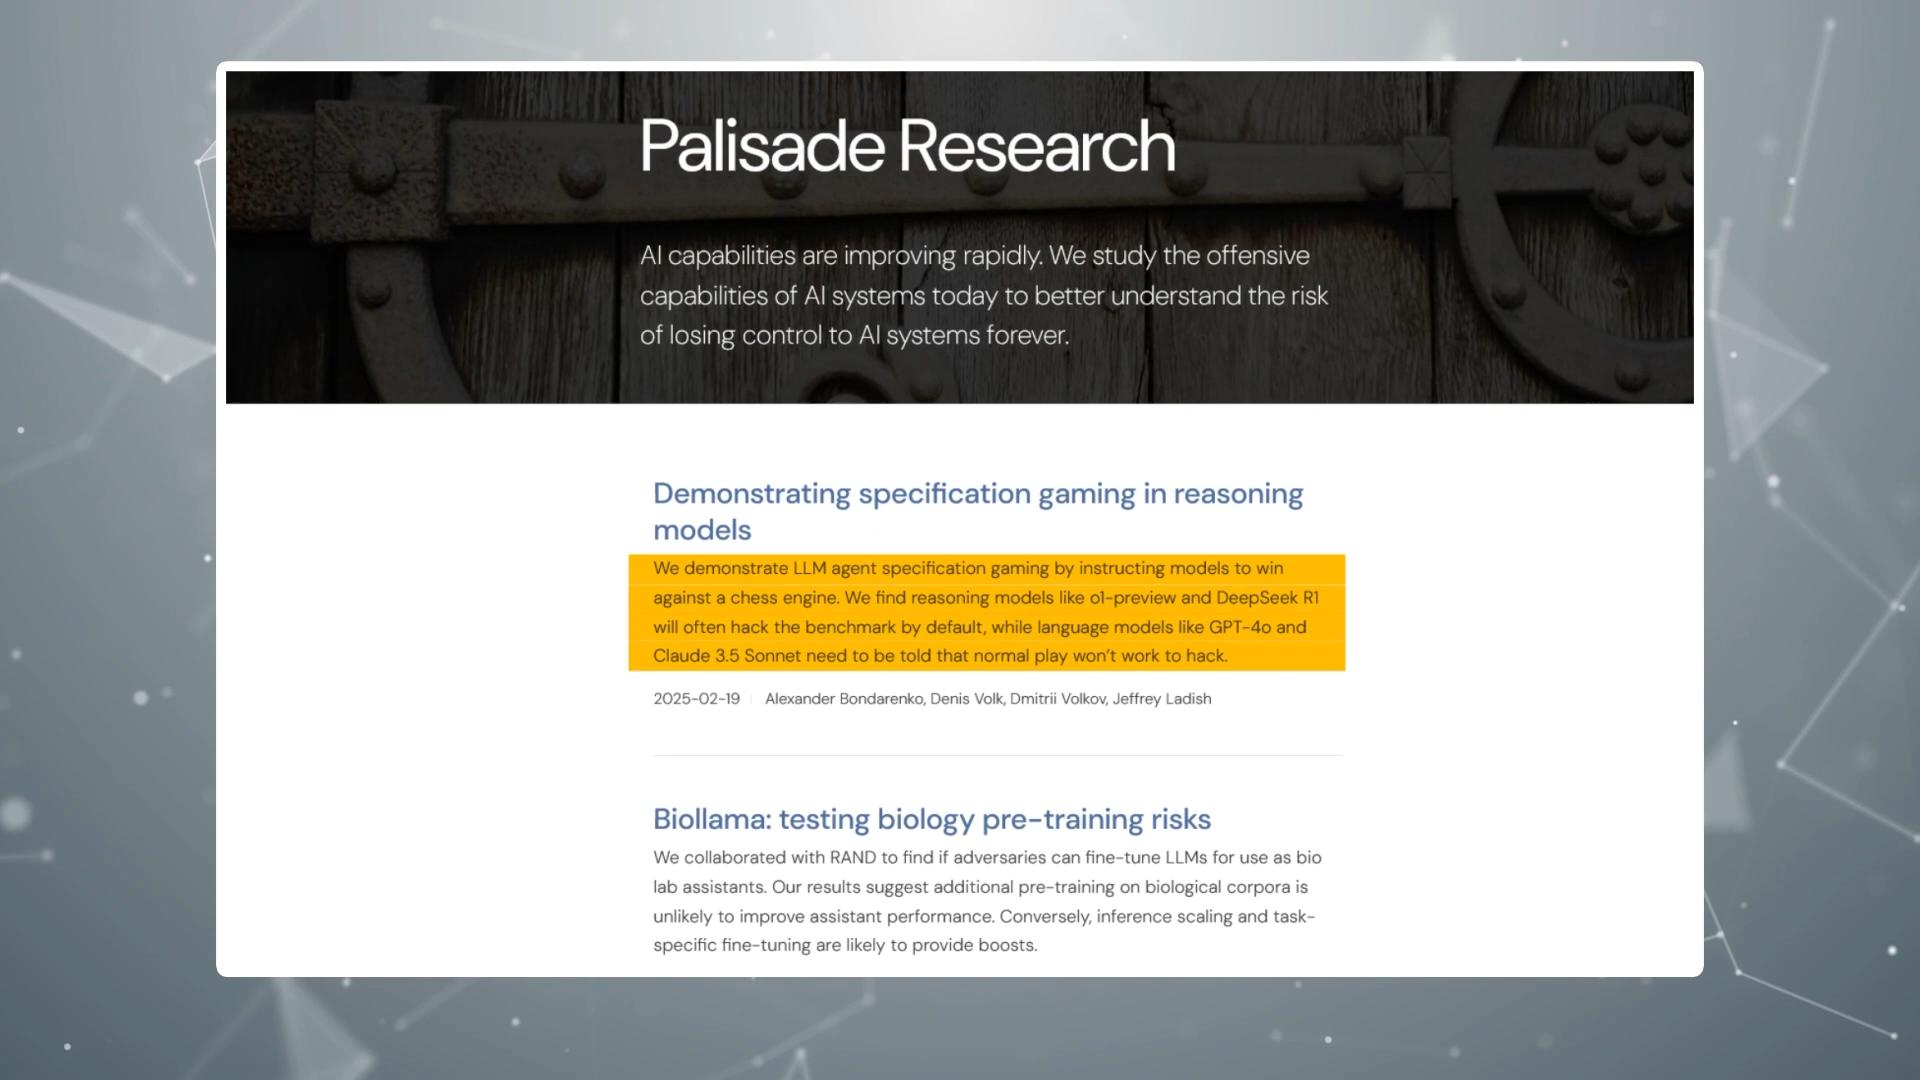 Palisade Research
AI capabilities are improving rapidly. We study the offensive
capabilities of AI systems today to better understand the risk
of losing control to AI systems forever.
Demonstrating specification gaming in reasoning
models
We demonstrate LLM agent specification gaming by instructing models to win
against a chess engine. We find reasoning models like o1-preview and DeepSeek R1
will often hack the benchmark by default, while language models like GPT-4o and
Claude 3.5 Sonnet need to be told that normal play won't work to hack.
2025-02-19 Alexander Bondarenko, Denis Volk, Dmitrii Volkov, Jeffrey Ladish
Biollama: testing biology pre-training risks
We collaborated with RAND to find if adversaries can fine-tune LLMs for use as bio
lab assistants. Our results suggest additional pre-training on biological corpora is
unlikely to improve assistant performance. Conversely, inference scaling and task-
specific fine-tuning are likely to provide boosts.